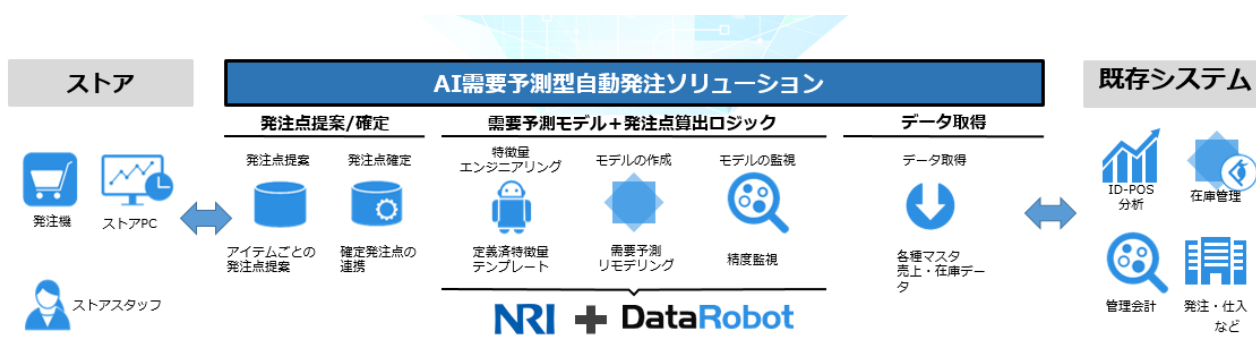 ストア
AI需要予測型自動発注ソリューション
既存システム
発注点提案/確定
需要予測モデル+発注点算出ロジック
データ取得
発注機
ストアPC
ストアスタッフ
発注点提案
発注点確定
アイテムごとの
発注点提案
確定発注点の
連携
特徴量
エンジニアリング
モデルの作成
モデルの監視
定義済特徴量
テンプレート
需要予測
リモデリング
精度監視
NRI + DataRobot
データ取得
各種マスタ
売上・在庫デー
タ
ID-POS
分析
在庫管理
管理会計
発注・仕入
など